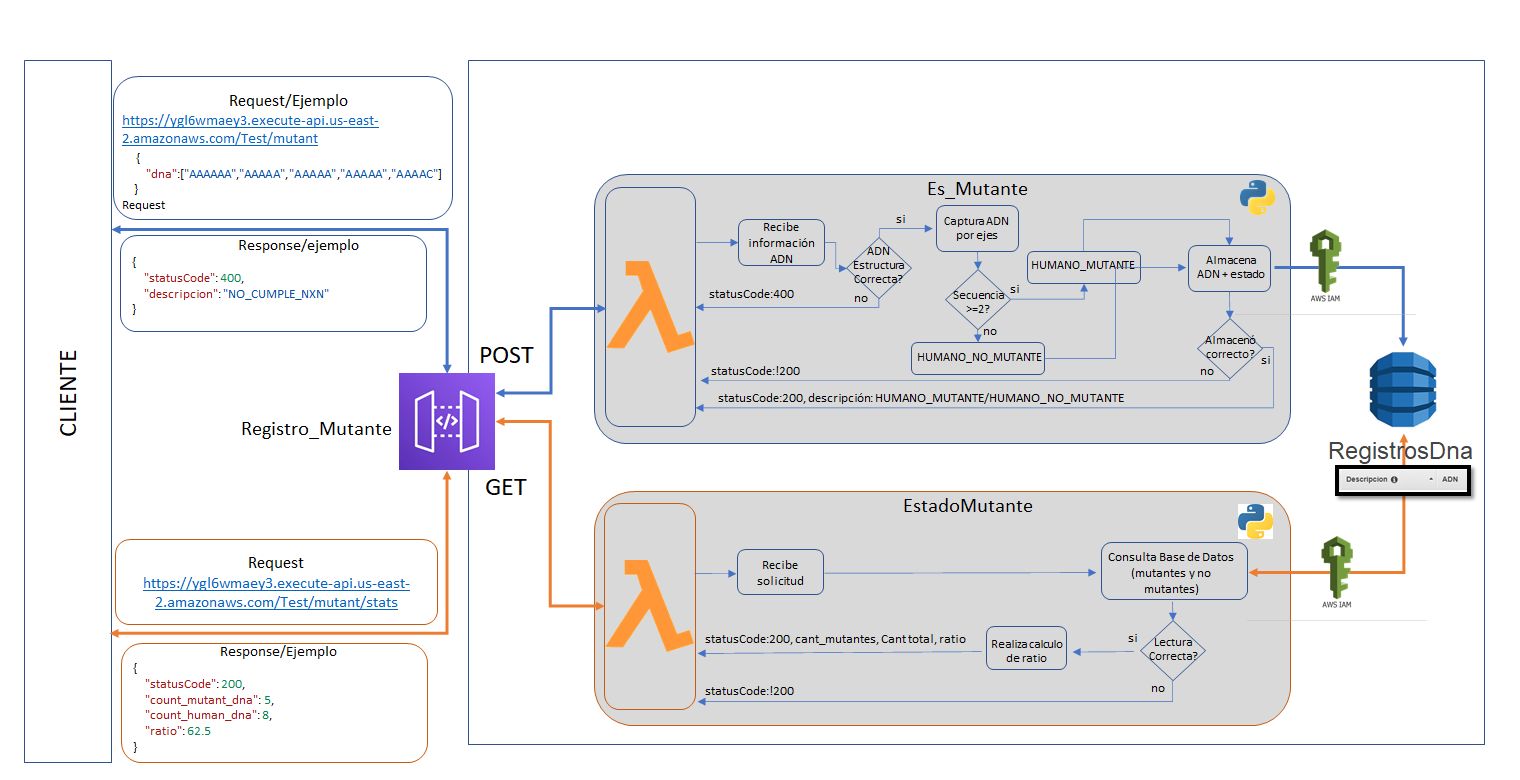 CLIENTE
Request/Ejemplo
https://ygl6wmaey3.execute-api.us-east-
2.amazonaws.com/Test/mutant
{
"dna":["AAAAAA","AAAAA","AAAAA","AAAAA","AAAAC"]
}
Request
Response/ejemplo
{
"statusCode": 400,
"descripcion": "NO_CUMPLE_NXN"
}
POST
Registro_Mutante
GET
Request
https://ygl6wmaey3.execute-api.us-east-
2.amazonaws.com/Test/mutant/stats
Response/Ejemplo
{
"statusCode": 200,
"count_mutant_dna": 5,
"count_human_dna": 8,
"ratio": 62.5
}
Es_Mutante
Recibe
información
ADN
ADN
Estructura
Correcta?
si
no
statusCode:400
Captura ADN
por ejes
Secuencia
>=2?
si
no
HUMANO_MUTANTE
HUMANO_NO_MUTANTE
Almacena
ADN + estado
Almacenó
correcto?
si
no
statusCode:!200
statusCode:200, descripción: HUMANO_MUTANTE/HUMANO_NO_MUTANTE
AWS IAM
RegistrosDna
Descripcion
ADN
EstadoMutante
Recibe
solicitud
Consulta Base de Datos
(mutantes y no
mutantes)
Lectura
Correcta?
si
no
Realiza calculo
de ratio
statusCode:200, cant_mutantes, Cant total, ratio
statusCode:!200
AWS IAM